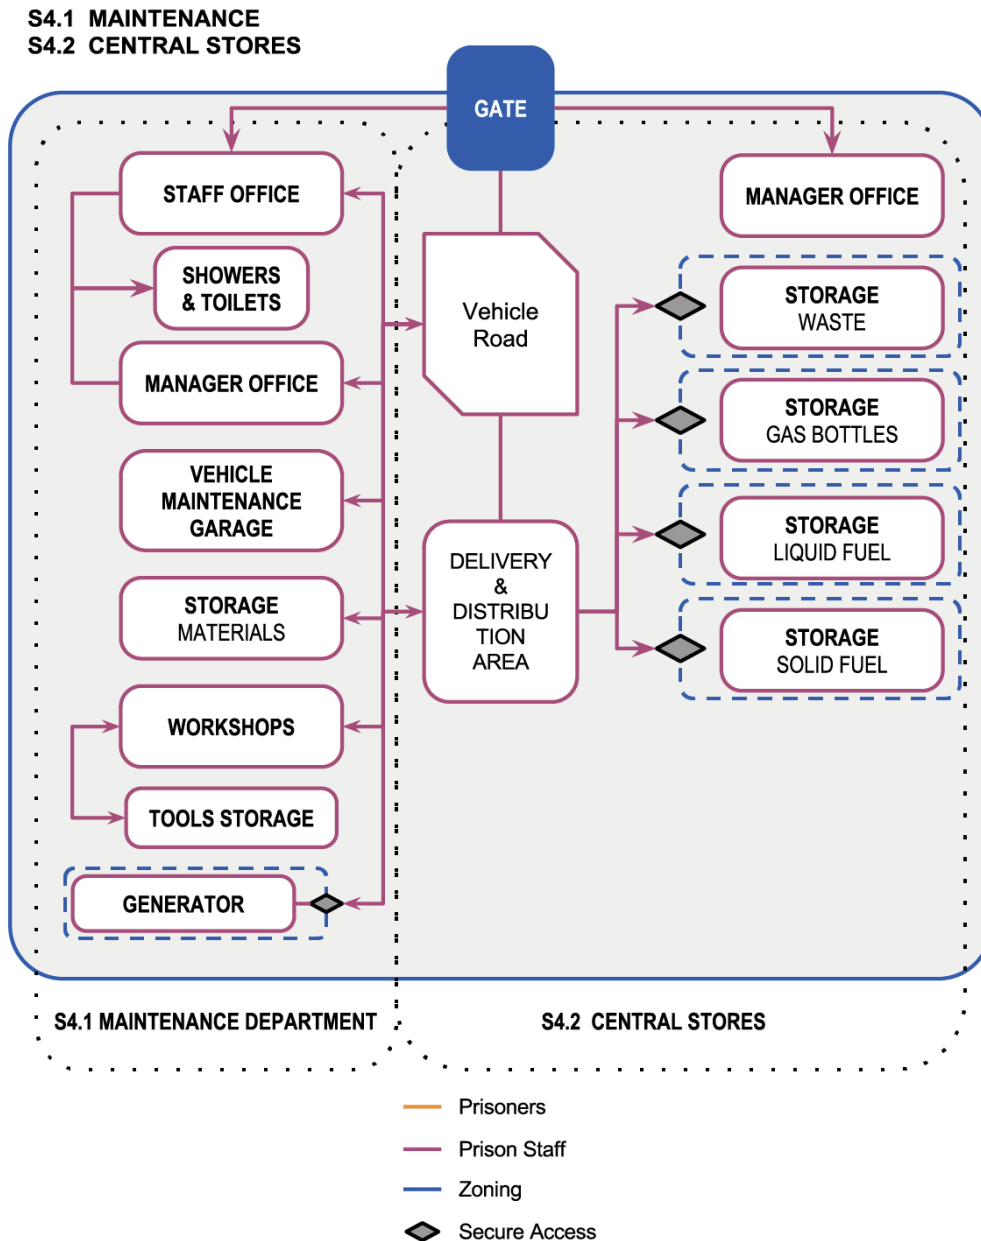 S4.1 MAINTENANCE
S4.2 CENTRAL STORES
GATE
STAFF OFFICE
MANAGER OFFICE
SHOWERS
& TOILETS
STORAGE
WASTE
Vehicle
Road
MANAGER OFFICE
STORAGE
GAS BOTTLES
VEHICLE
MAINTENANCE
GARAGE
STORAGE
LIQUID FUEL
DELIVERY
&
DISTRIBU
TION
AREA
STORAGE
MATERIALS
STORAGE
SOLID FUEL
WORKSHOPS
TOOLS STORAGE
GENERATOR
S4.1 MAINTENANCE DEPARTMENT
S4.2 CENTRAL STORES
Prisoners
Prison Staff
Zoning
Secure Access